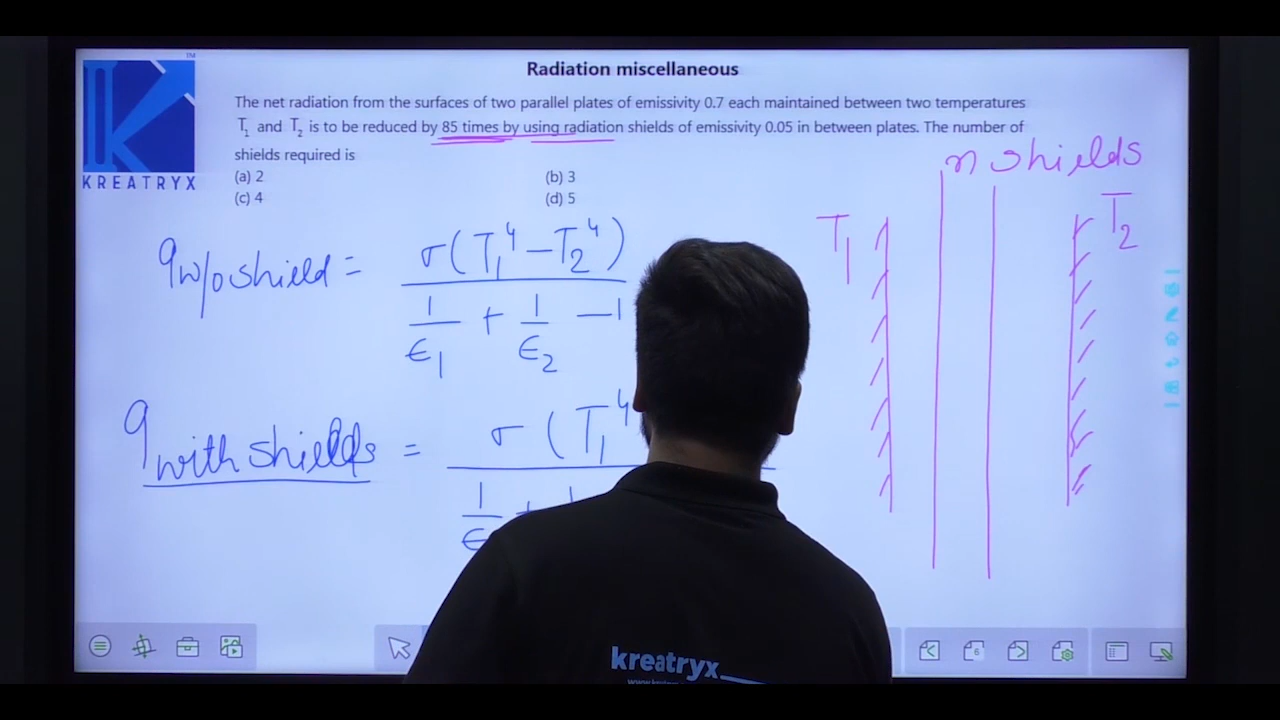 Radiation miscellaneous
KREATRYX
The net radiation from the surfaces of two parallel plates of emissivity 0.7 each maintained between two temperatures
T₁ and T₂ is to be reduced by 85 times by using radiation shields of emissivity 0.05 in between plates. The number of
shields required is
(a) 2 (b) 3
(c) 4 (d) 5
n shields
T₁ T₂
q w/o shield = σ(T₁⁴ – T₂⁴)
1/ϵ₁ + 1/ϵ₂ – 1
q with shields = σ (T₁⁴
1/ϵ +
6
kreatryx